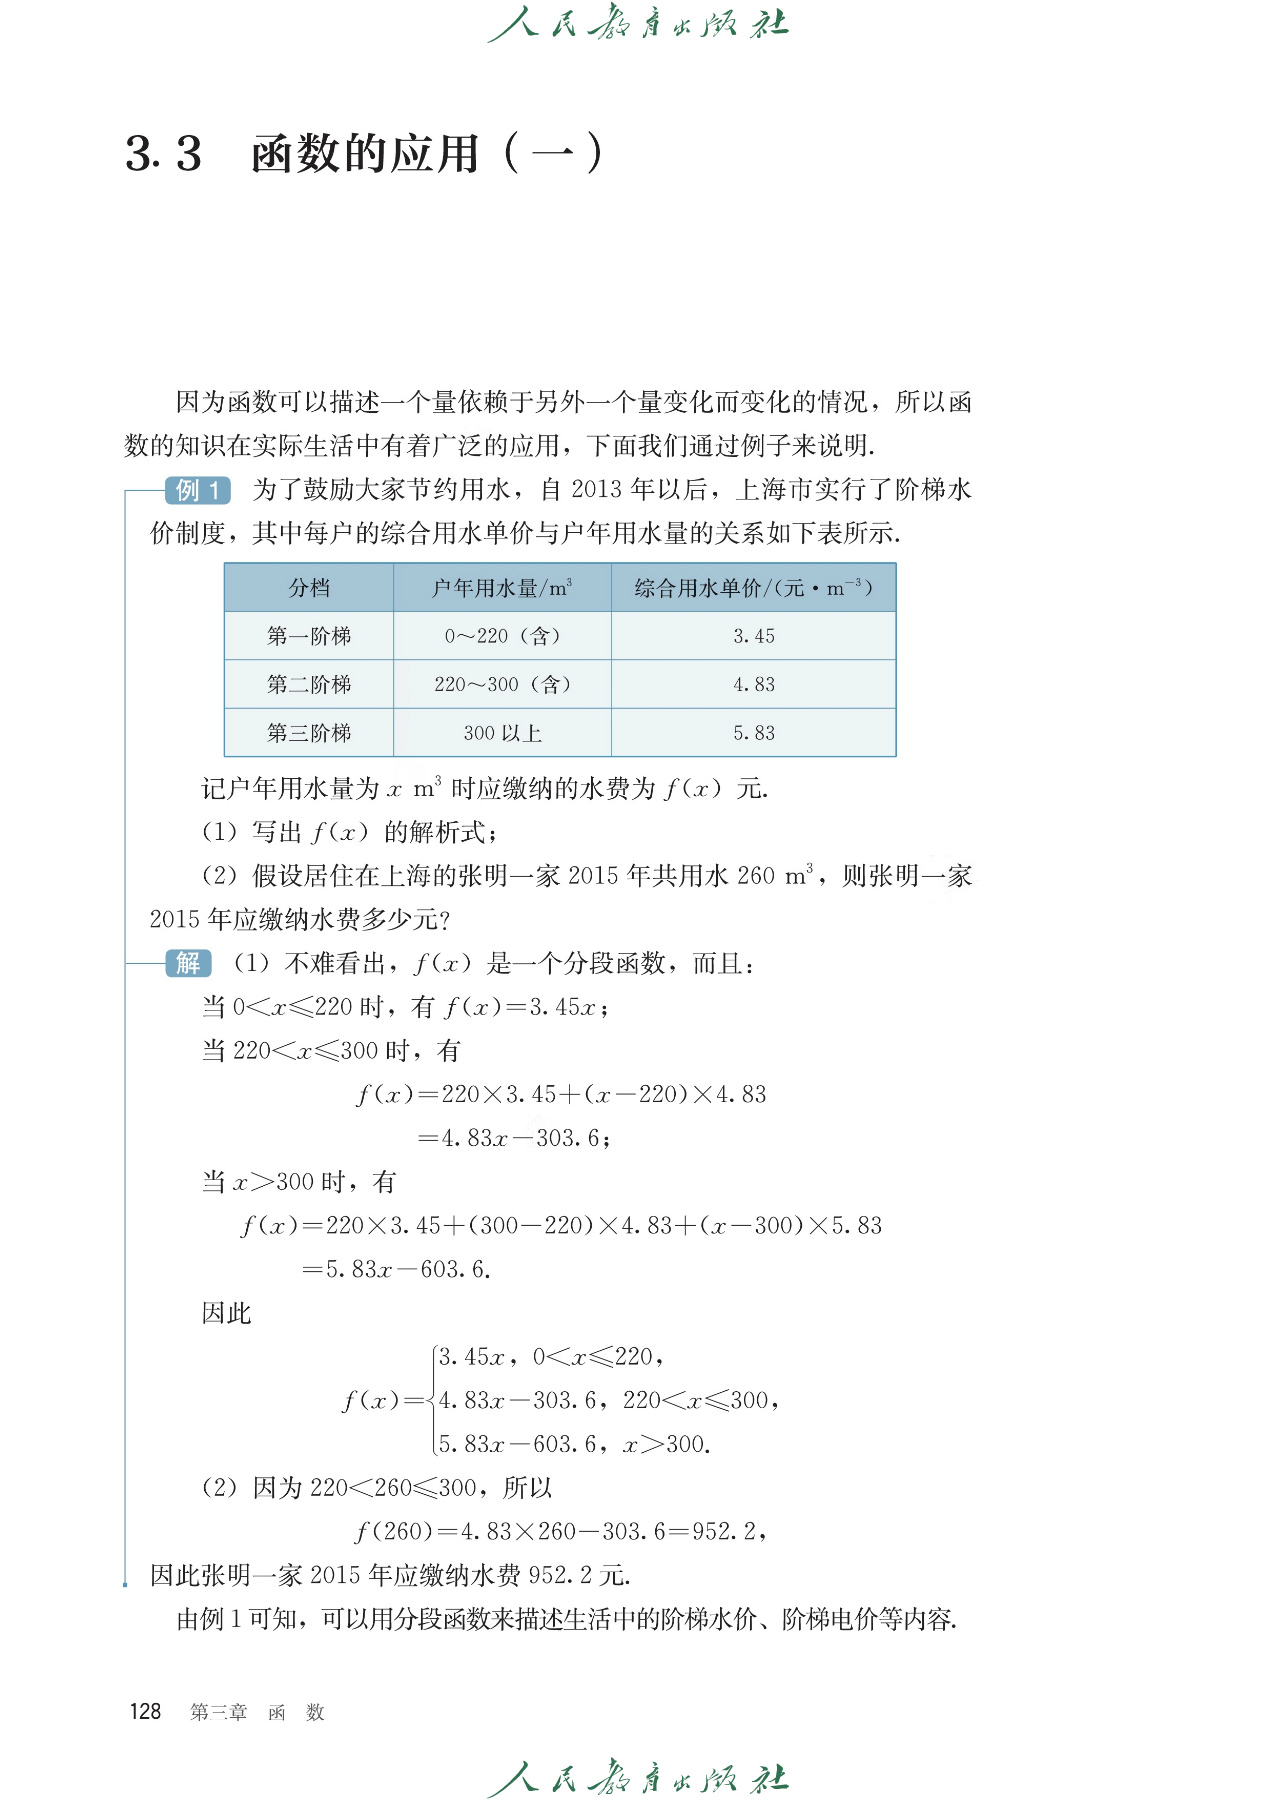 人民教育出版社
3.3 函数的应用（一）
因为函数可以描述一个量依赖于另外一个量变化而变化的情况，所以函
数的知识在实际生活中有着广泛的应用，下面我们通过例子来说明.
例 1 为了鼓励大家节约用水，自 2013 年以后，上海市实行了阶梯水
价制度，其中每户的综合用水单价与户年用水量的关系如下表所示.
分档 户年用水量/m³ 综合用水单价/(元·m⁻³)
第一阶梯 0～220（含） 3.45
第二阶梯 220～300（含） 4.83
第三阶梯 300 以上 5.83
记户年用水量为 x m³ 时应缴纳的水费为 f(x) 元.
（1）写出 f(x) 的解析式；
（2）假设居住在上海的张明一家 2015 年共用水 260 m³，则张明一家
2015 年应缴纳水费多少元？
解 （1）不难看出，f(x) 是一个分段函数，而且：
当 0<x≤220 时，有 f(x)=3.45x；
当 220<x≤300 时，有
f(x)=220×3.45+(x-220)×4.83
=4.83x-303.6；
当 x>300 时，有
f(x)=220×3.45+(300-220)×4.83+(x-300)×5.83
=5.83x-603.6.
因此
3.45x，0<x≤220，
f(x)={4.83x-303.6，220<x≤300，
5.83x-603.6，x>300.
（2）因为 220<260≤300，所以
f(260)=4.83×260-303.6=952.2，
因此张明一家 2015 年应缴纳水费 952.2 元.
由例 1 可知，可以用分段函数来描述生活中的阶梯水价、阶梯电价等内容.
128 第三章 函 数
人民教育出版社